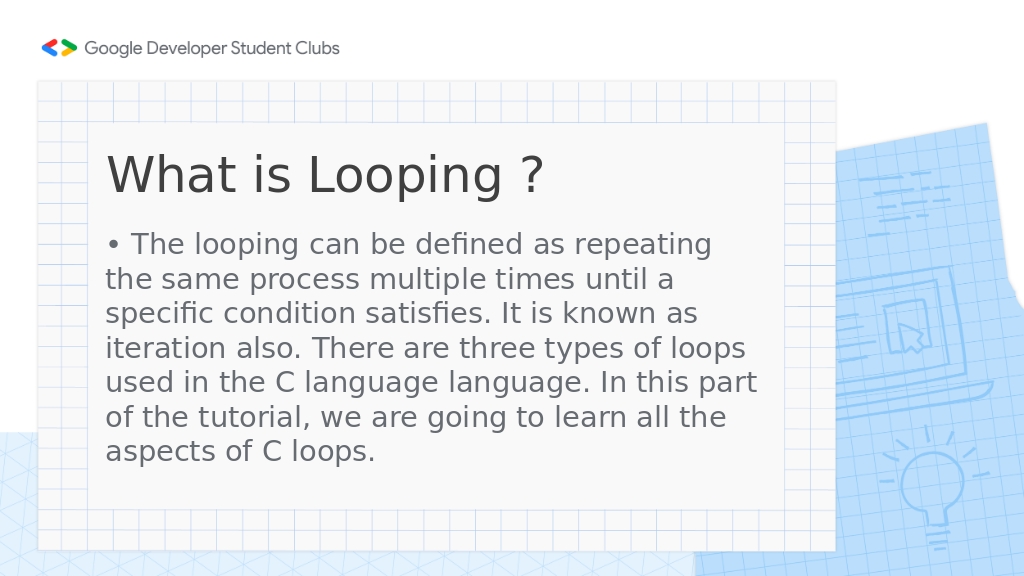 Google Developer Student Clubs
What is Looping ?
• The looping can be defined as repeating
the same process multiple times until a
specific condition satisfies. It is known as
iteration also. There are three types of loops
used in the C language language. In this part
of the tutorial, we are going to learn all the
aspects of C loops.